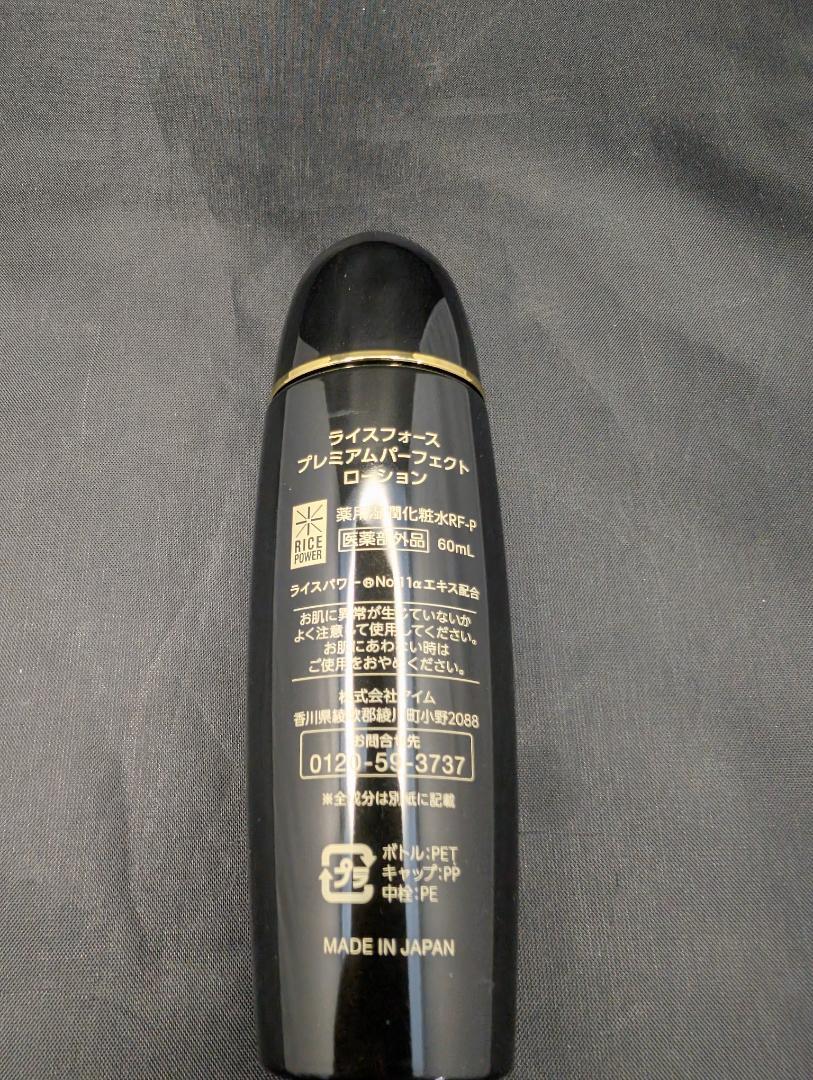 ライスフォース
プレミアムパーフェクト
ローション
RICE
POWER
薬用保潤化粧水RF-P
医薬部外品 60mL
ライスパワー®No.11αエキス配合
お肌に異常が生じていないか
よく注意して使用してください。
お肌にあわない時は
ご使用をおやめください。
株式会社アイム
香川県綾歌郡綾川町小野2088
お問合せ先
0120-59-3737
※全成分は別紙に記載
プラ
ボトル:PET
キャップ:PP
中栓:PE
MADE IN JAPAN